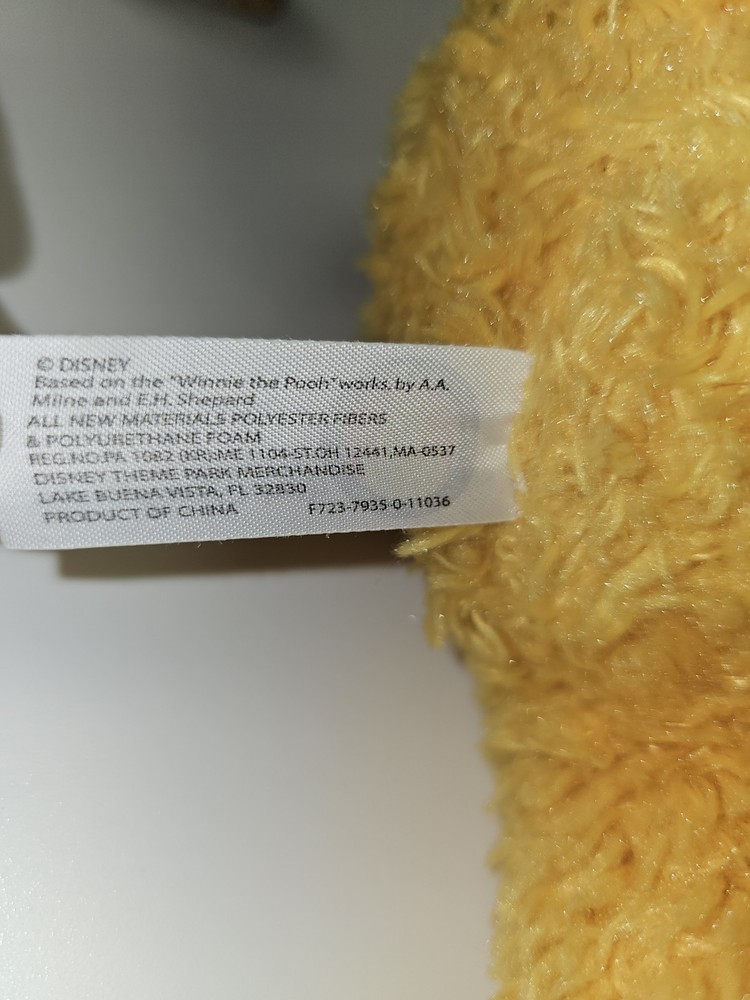 © DISNEY
Based on the "Winnie the Pooh" works, by A.A.
Milne and E.H. Shepard
ALL NEW MATERIALS POLYESTER FIBERS
& POLYURETHANE FOAM
REG.NO.PA 1082 (KR),ME 1104-ST.OH 12441,MA-0537
DISNEY THEME PARK MERCHANDISE
LAKE BUENA VISTA, FL 32830
PRODUCT OF CHINA F723-7935-0-11036